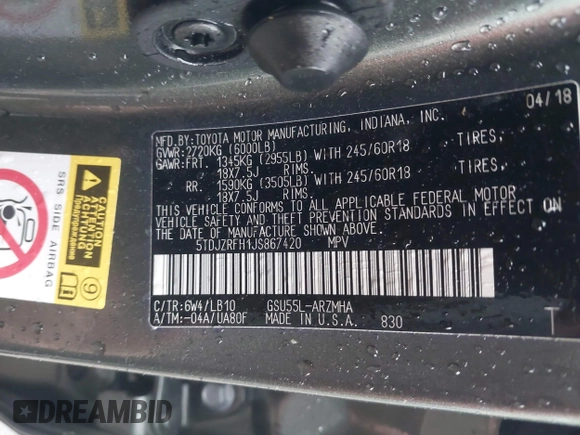 04/18
MFD.BY:TOYOTA MOTOR MANUFACTURING, INDIANA, INC.
GVWR:2720KG (6000LB)
GAWR:FRT. 1345KG (2955LB) WITH 245/60R18 TIRES,
18X7.5J RIMS.
RR. 1590KG (3505LB) WITH 245/60R18 TIRES,
18X7.5J RIMS.
THIS VEHICLE CONFORMS TO ALL APPLICABLE FEDERAL MOTOR
VEHICLE SAFETY AND THEFT PREVENTION STANDARDS IN EFFECT ON
THE DATE OF MANUFACTURE SHOWN ABOVE.
5TDJZRFH1JS867420 MPV
C/TR:6W4/LB10 GSU55L-ARZMHA
A/TM:-04A/UA80F MADE IN U.S.A. 830
T
SRS SIDE AIRBAG
Предупреждение
ACHTUNG
9
DREAMBID